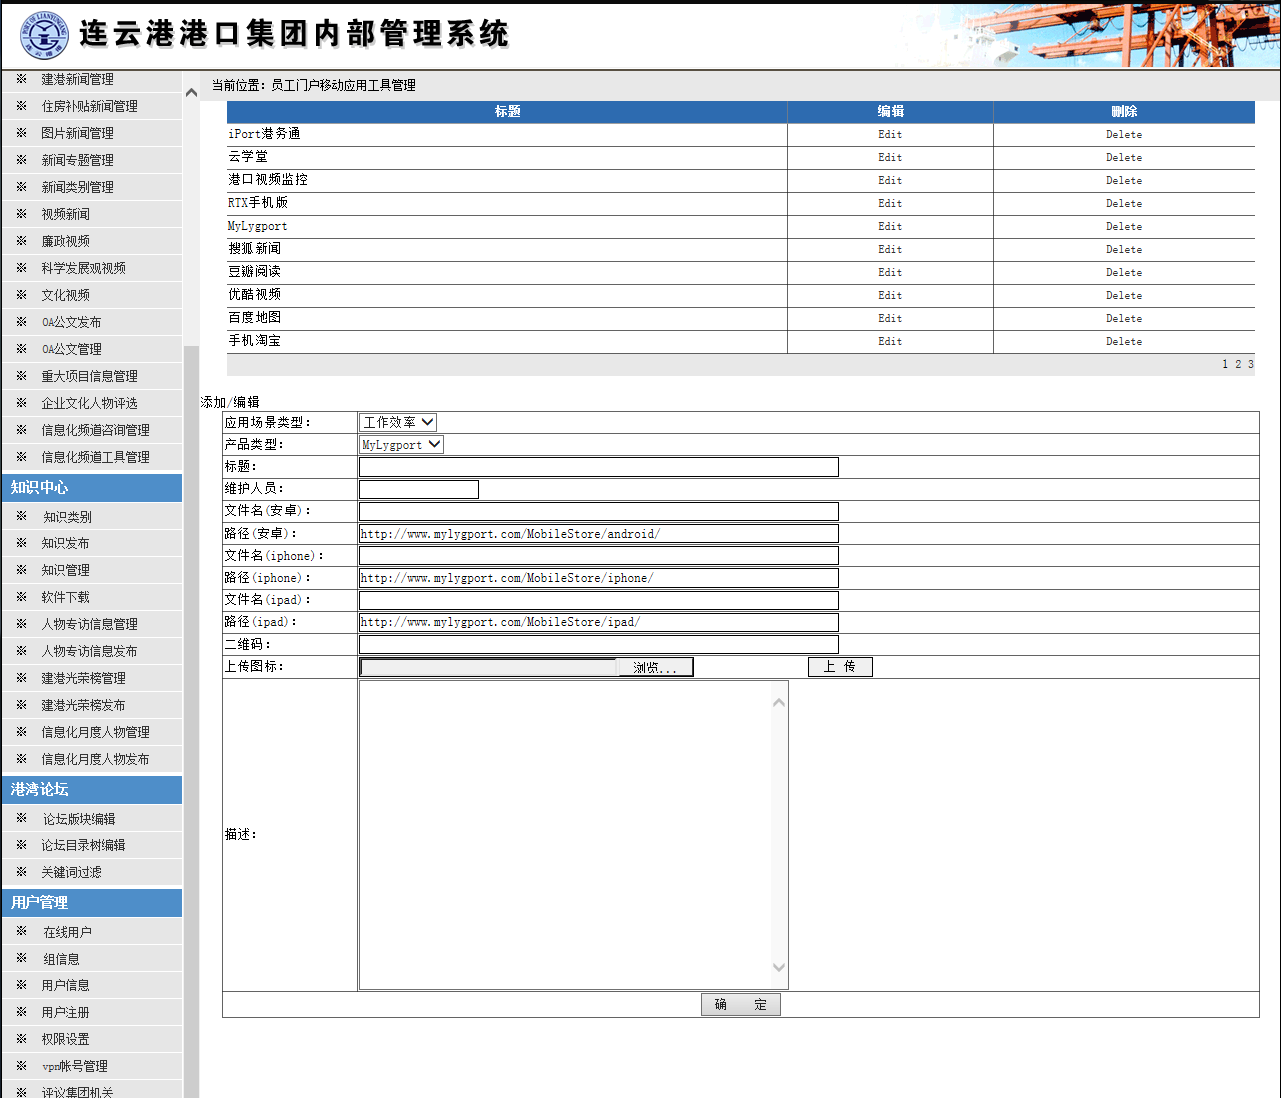 连云港港口集团内部管理系统
※ 建港新闻管理
※ 住房补贴新闻管理
※ 图片新闻管理
※ 新闻专题管理
※ 新闻类别管理
※ 视频新闻
※ 廉政视频
※ 科学发展观视频
※ 文化视频
※ OA公文发布
※ OA公文管理
※ 重大项目信息管理
※ 企业文化人物评选
※ 信息化频道咨询管理
※ 信息化频道工具管理
知识中心
※ 知识类别
※ 知识发布
※ 知识管理
※ 软件下载
※ 人物专访信息管理
※ 人物专访信息发布
※ 建港光荣榜管理
※ 建港光荣榜发布
※ 信息化月度人物管理
※ 信息化月度人物发布
港湾论坛
※ 论坛版块编辑
※ 论坛目录树编辑
※ 关键词过滤
用户管理
※ 在线用户
※ 组信息
※ 用户信息
※ 用户注册
※ 权限设置
※ vpn帐号管理
※ 评议集团机关
当前位置：员工门户移动应用工具管理
标题 编辑 删除
iPort港务通 Edit Delete
云学堂 Edit Delete
港口视频监控 Edit Delete
RTX手机版 Edit Delete
MyLygport Edit Delete
搜狐新闻 Edit Delete
豆瓣阅读 Edit Delete
优酷视频 Edit Delete
百度地图 Edit Delete
手机淘宝 Edit Delete
1 2 3
添加/编辑
应用场景类型： 工作效率
产品类型： MyLygport
标题：
维护人员：
文件名(安卓)：
路径(安卓)： http://www.mylygport.com/MobileStore/android/
文件名(iphone)：
路径(iphone)： http://www.mylygport.com/MobileStore/iphone/
文件名(ipad)：
路径(ipad)： http://www.mylygport.com/MobileStore/ipad/
二维码：
上传图标： 浏览... 上 传
描述：
确 定